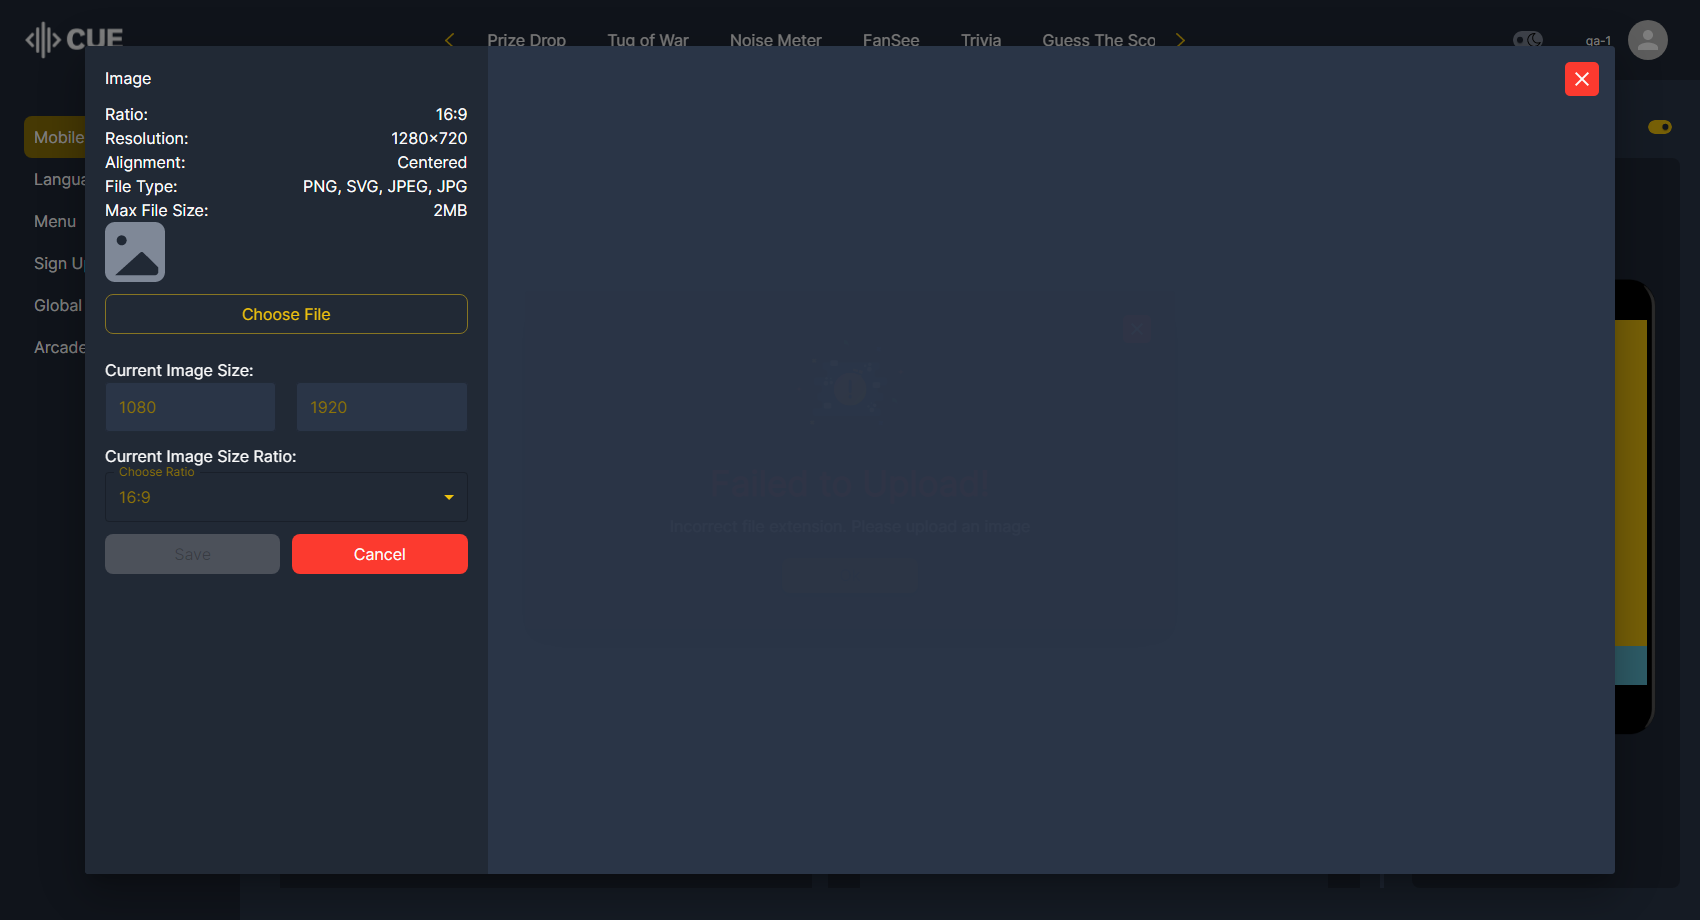 CUE
Prize Drop
Tug of War
Noise Meter
FanSee
Trivia
Guess The Sco
qa-1
Mobile
Langua
Menu
Sign U
Global
Arcade
Image
Ratio: 16:9
Resolution: 1280×720
Alignment: Centered
File Type: PNG, SVG, JPEG, JPG
Max File Size: 2MB
Choose File
Current Image Size:
1080 1920
Current Image Size Ratio:
Choose Ratio
16:9
Save Cancel
Failed to Upload!
Incorrect file extension. Please upload an image